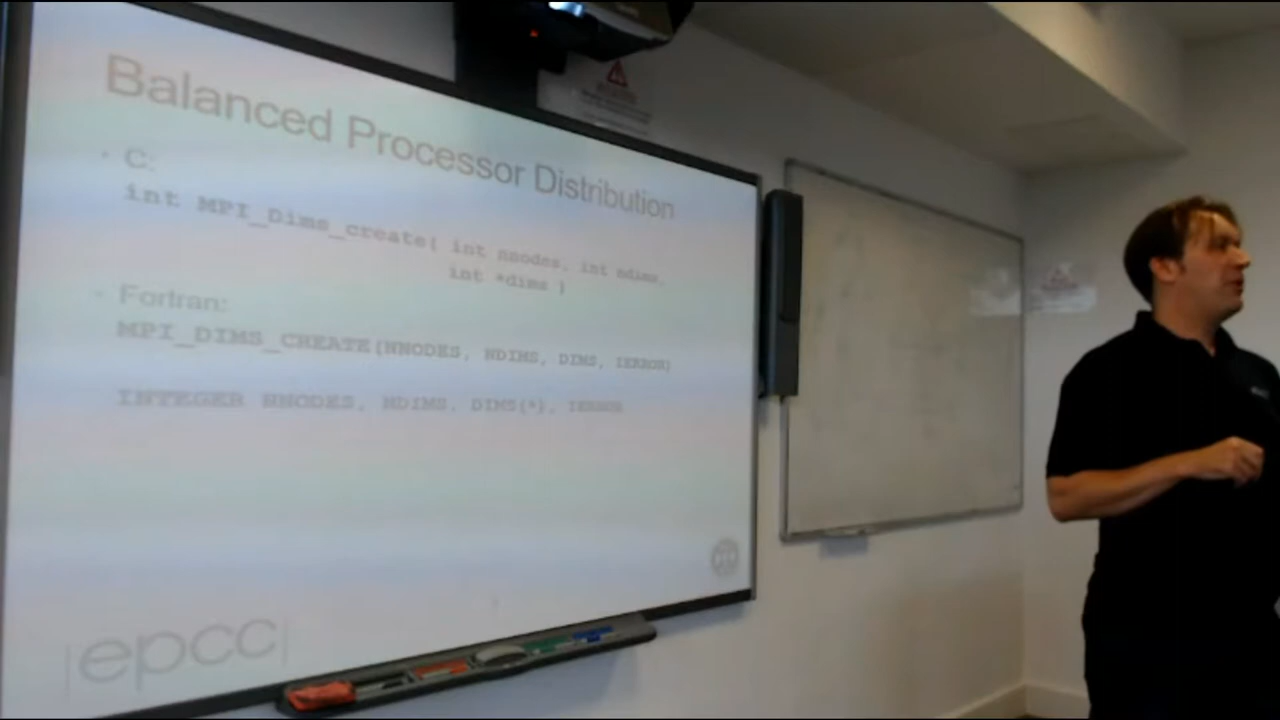 Balanced Processor Distribution
• C:
int MPI_Dims_create( int nnodes, int ndims,
int *dims )
• Fortran:
MPI_DIMS_CREATE(NNODES, NDIMS, DIMS, IERROR)
INTEGER NNODES, NDIMS, DIMS(*), IERROR
|epcc|